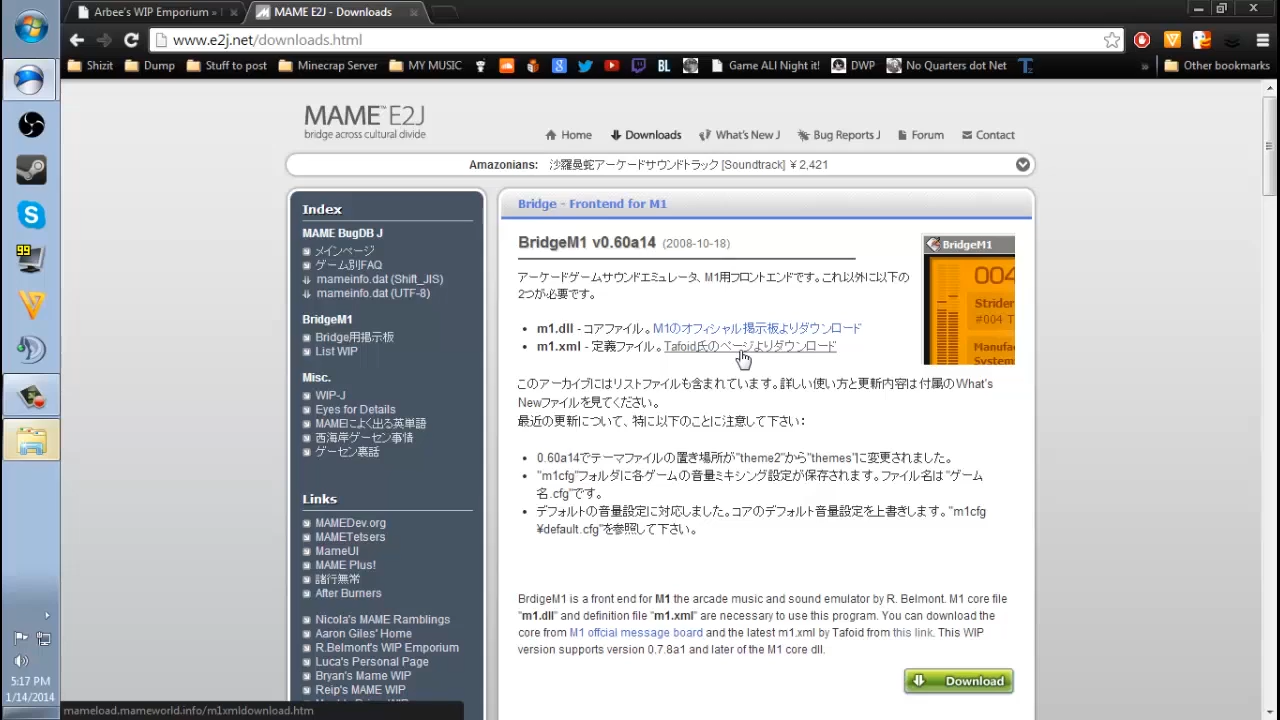 Arbee's WIP Emporium »
MAME E2J - Downloads
www.e2j.net/downloads.html
Shizit
Dump
Stuff to post
Minecrap Server
MY MUSIC
Game ALI Night it!
DWP
No Quarters dot Net
»
Other bookmarks
MAME™ E2J
bridge across cultural divide
Home
Downloads
What's New J
Bug Reports J
Forum
Contact
Amazonians: 沙羅曼蛇アーケードサウンドトラック [Soundtrack] ¥ 2,421
Index
MAME BugDB J
メインページ
ゲーム別FAQ
mameinfo.dat (Shift_JIS)
mameinfo.dat (UTF-8)
BridgeM1
Bridge用掲示板
List WIP
Misc.
WIP-J
Eyes for Details
MAMEによく出る英単語
西海岸ゲーセン事情
ゲーセン裏話
Links
MAMEDev.org
MAMETetsers
MameUI
MAME Plus!
諸行無常
After Burners
Nicola's MAME Ramblings
Aaron Giles' Home
R.Belmont's WIP Emporium
Luca's Personal Page
Bryan's Mame WIP
Reip's MAME WIP
Bridge - Frontend for M1
BridgeM1 v0.60a14 (2008-10-18)
アーケードゲームサウンドエミュレータ、M1用フロントエンドです。これ以外に以下の
2つが必要です。
m1.dll - コアファイル。M1のオフィシャル掲示板よりダウンロード
m1.xml - 定義ファイル。Tafoid氏のページよりダウンロード
このアーカイブにはリストファイルも含まれています。詳しい使い方と更新内容は付属のWhat's
Newファイルを見てください。
最近の更新について、特に以下のことに注意して下さい:
0.60a14でテーマファイルの置き場所が"theme2"から"themes"に変更されました。
"m1cfg"フォルダに各ゲームの音量ミキシング設定が保存されます。ファイル名は"ゲーム
名.cfg"です。
デフォルトの音量設定に対応しました。コアのデフォルト音量設定を上書きします。"m1cfg
¥default.cfg"を参照して下さい。
BridgeM1
004
Strider
#004 T
Manufa
System
BrdigeM1 is a front end for M1 the arcade music and sound emulator by R. Belmont. M1 core file
"m1.dll" and definition file "m1.xml" are necessary to use this program. You can download the
core from M1 offcial message board and the latest m1.xml by Tafoid from this link. This WIP
version supports version 0.7.8a1 and later of the M1 core dll.
Download
99
5:17 PM
1/14/2014
mameload.mameworld.info/m1xmldownload.htm